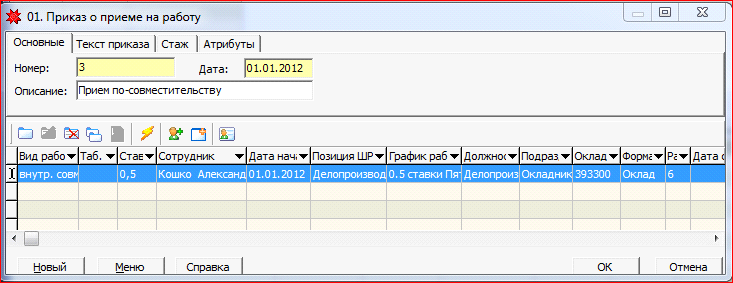 01. Приказ о приеме на работу
Основные Текст приказа Стаж Атрибуты
Номер: 3 Дата: 01.01.2012
Описание: Прием по-совместительству
Вид рабо Таб. Став Сотрудник Дата нача Позиция ШР График раб Должнос Подразд Оклад Форма Ра Дата о
внутр. совм 0,5 Кошко Александ 01.01.2012 Делопроизвод 0.5 ставки Пят Делопроиз Окладник 393300 Оклад 6
Новый Меню Справка ОК Отмена